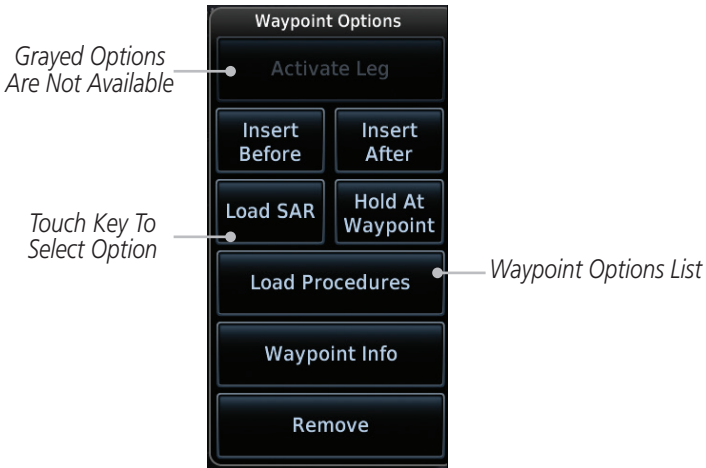 Waypoint Options
Grayed Options
Are Not Available
Activate Leg
Insert
Before
Insert
After
Load SAR
Hold At
Waypoint
Touch Key To
Select Option
Load Procedures
Waypoint Options List
Waypoint Info
Remove